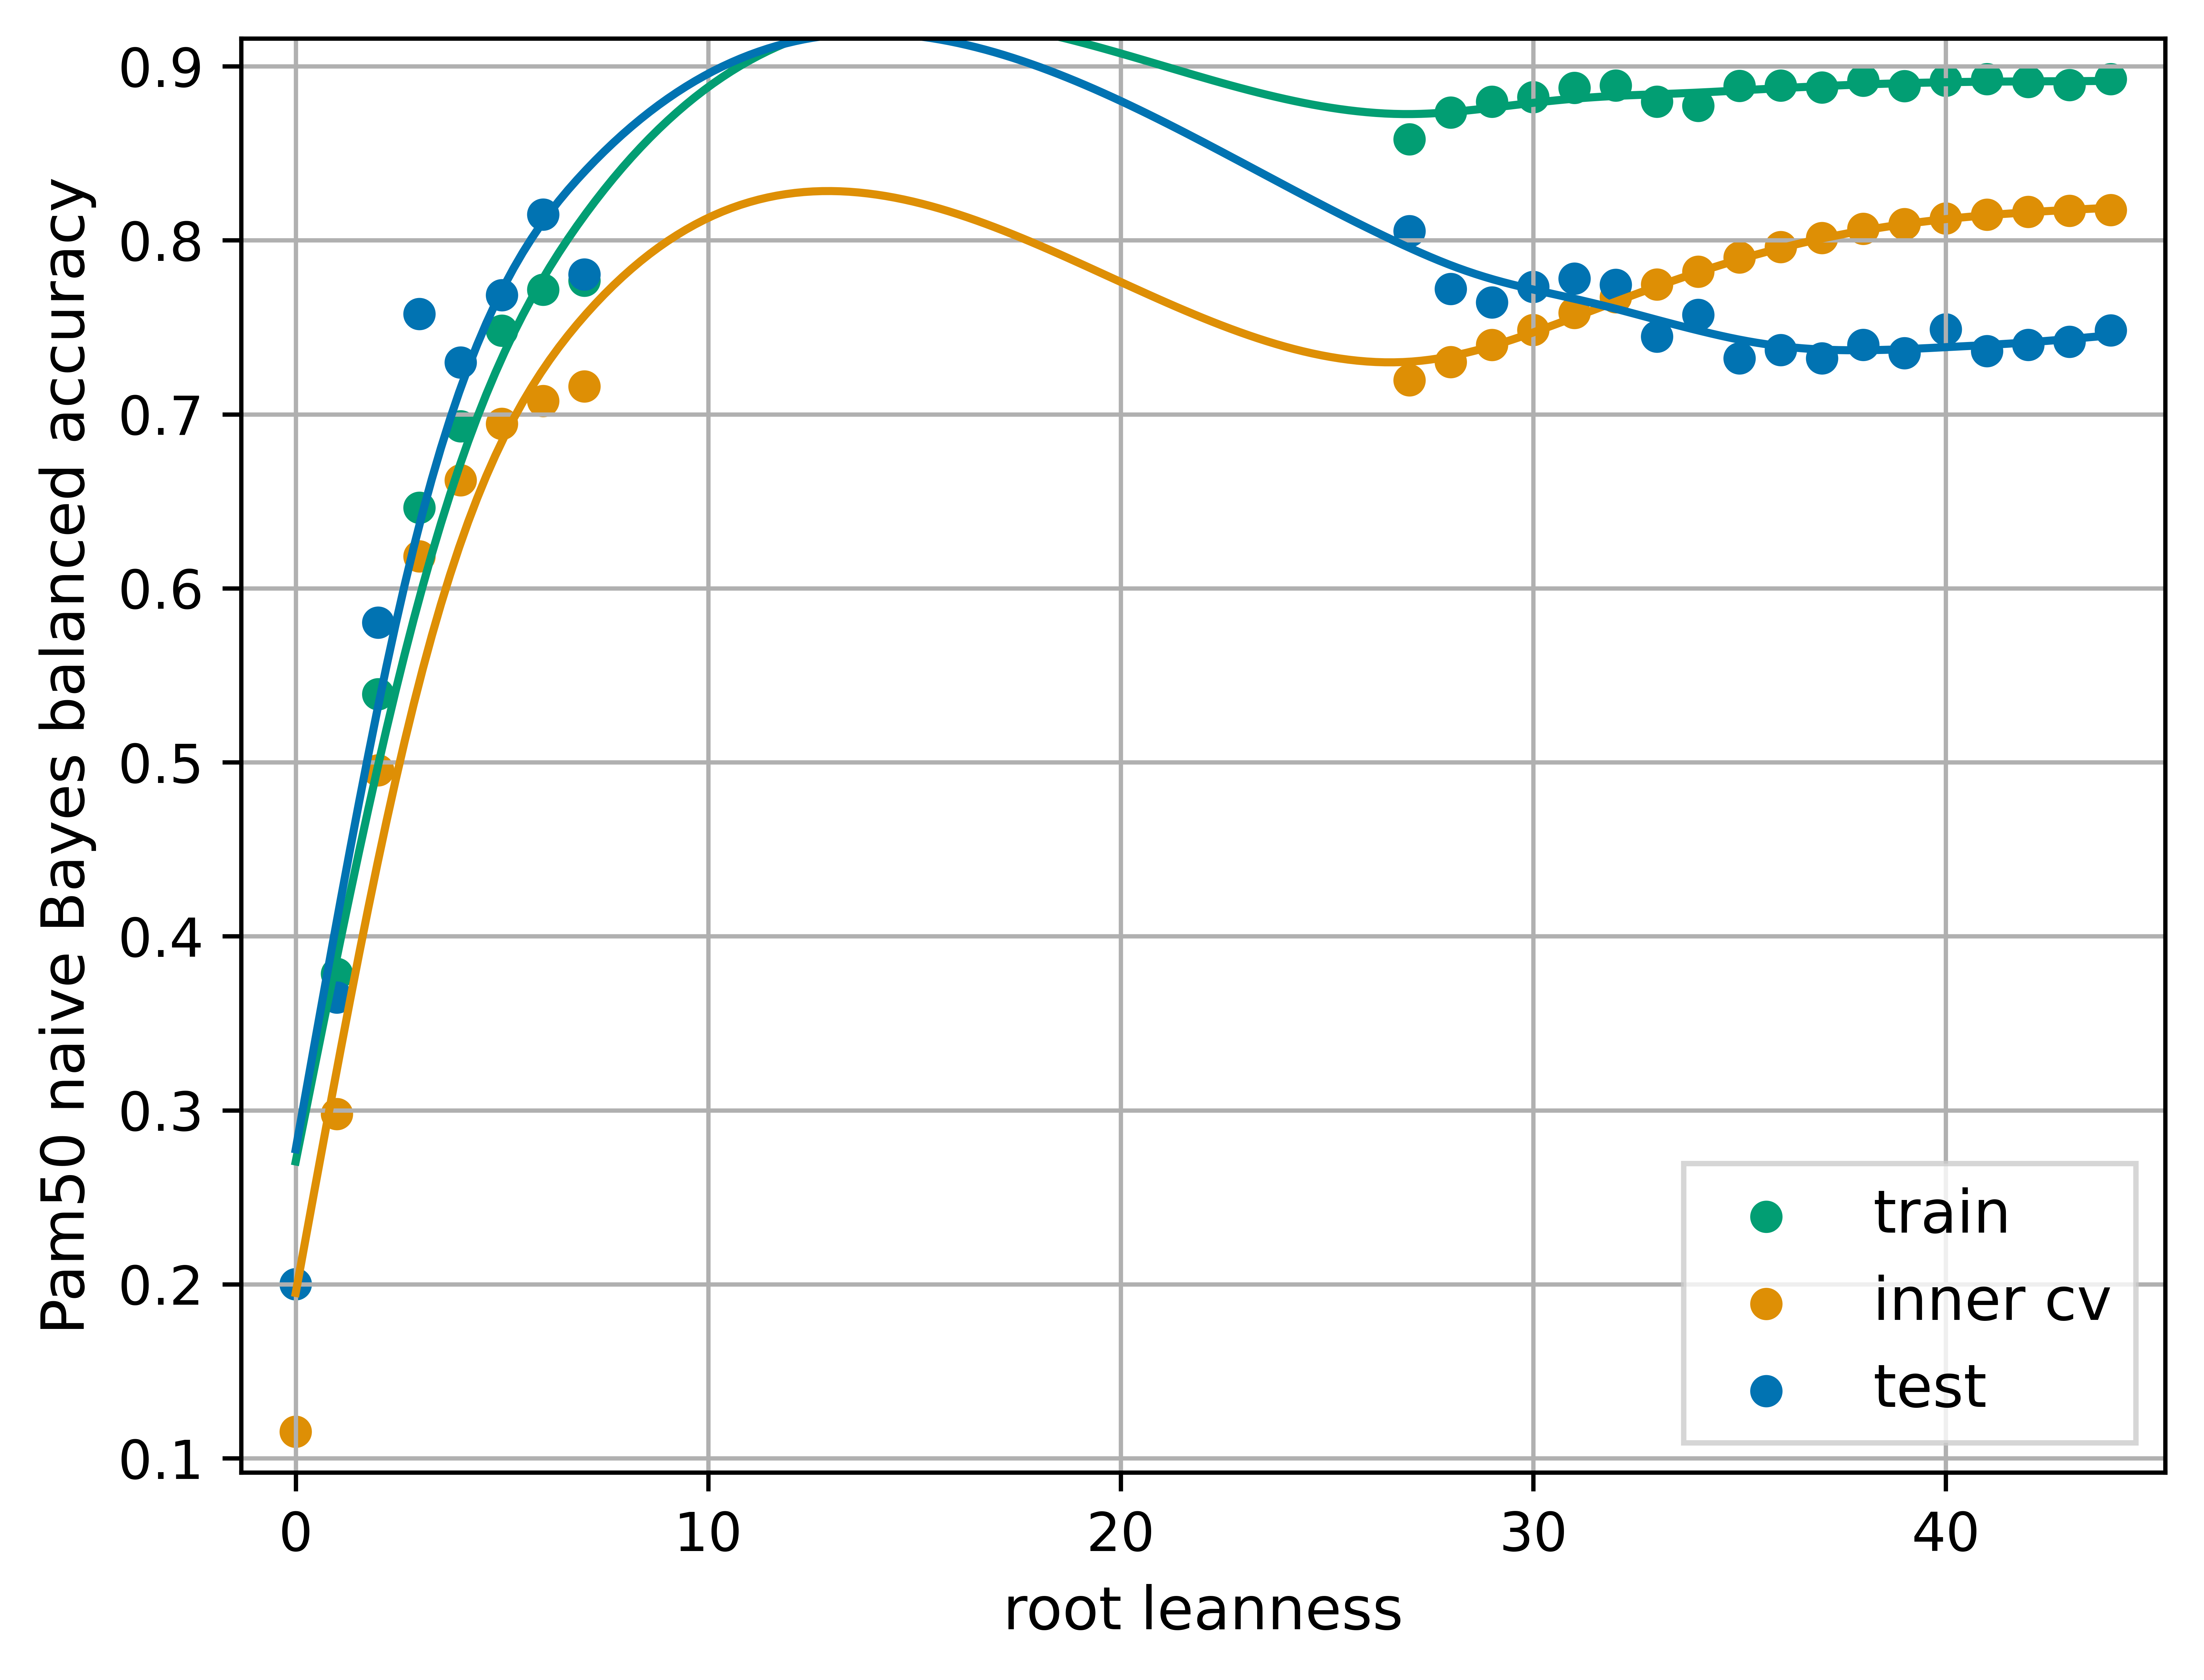 Pam50 naive Bayes balanced accuracy
0.9
0.8
0.7
0.6
0.5
0.4
0.3
0.2
0.1
0 10 20 30 40
root leanness
train
inner cv
test